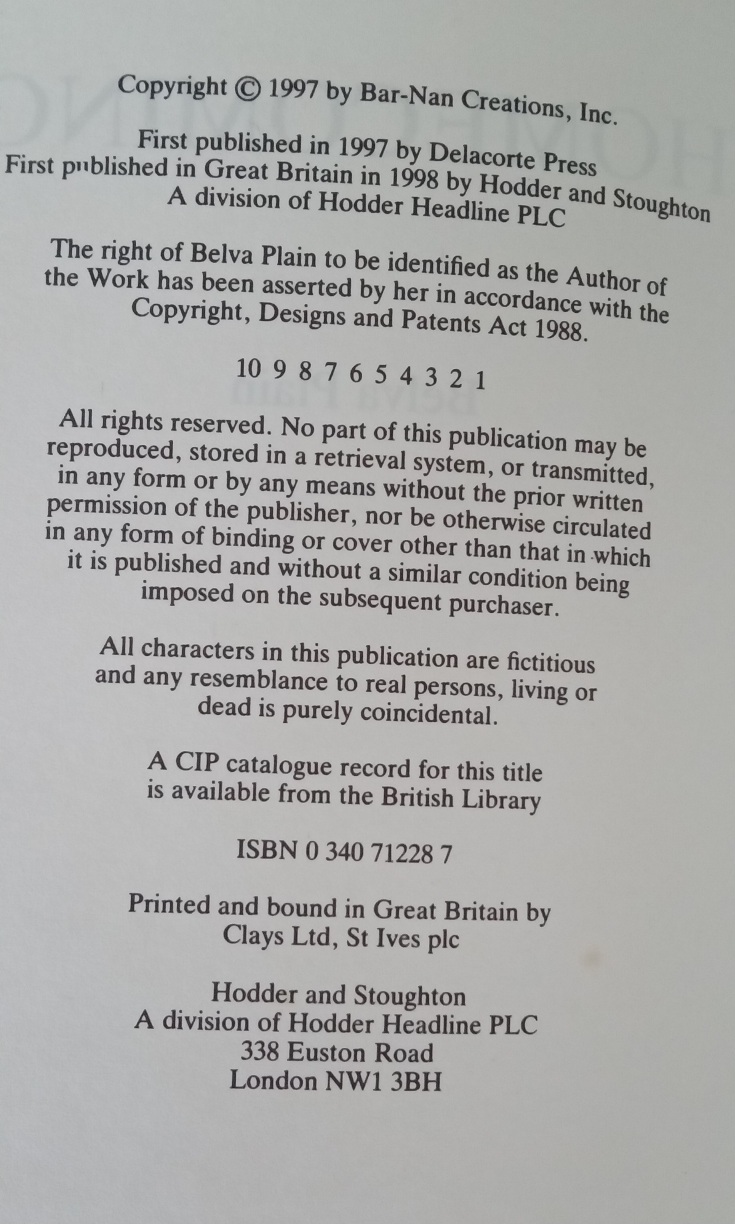 Copyright © 1997 by Bar-Nan Creations, Inc.
First published in 1997 by Delacorte Press
First published in Great Britain in 1998 by Hodder and Stoughton
A division of Hodder Headline PLC
The right of Belva Plain to be identified as the Author of
the Work has been asserted by her in accordance with the
Copyright, Designs and Patents Act 1988.
10 9 8 7 6 5 4 3 2 1
All rights reserved. No part of this publication may be
reproduced, stored in a retrieval system, or transmitted,
in any form or by any means without the prior written
permission of the publisher, nor be otherwise circulated
in any form of binding or cover other than that in which
it is published and without a similar condition being
imposed on the subsequent purchaser.
All characters in this publication are fictitious
and any resemblance to real persons, living or
dead is purely coincidental.
A CIP catalogue record for this title
is available from the British Library
ISBN 0 340 71228 7
Printed and bound in Great Britain by
Clays Ltd, St Ives plc
Hodder and Stoughton
A division of Hodder Headline PLC
338 Euston Road
London NW1 3BH